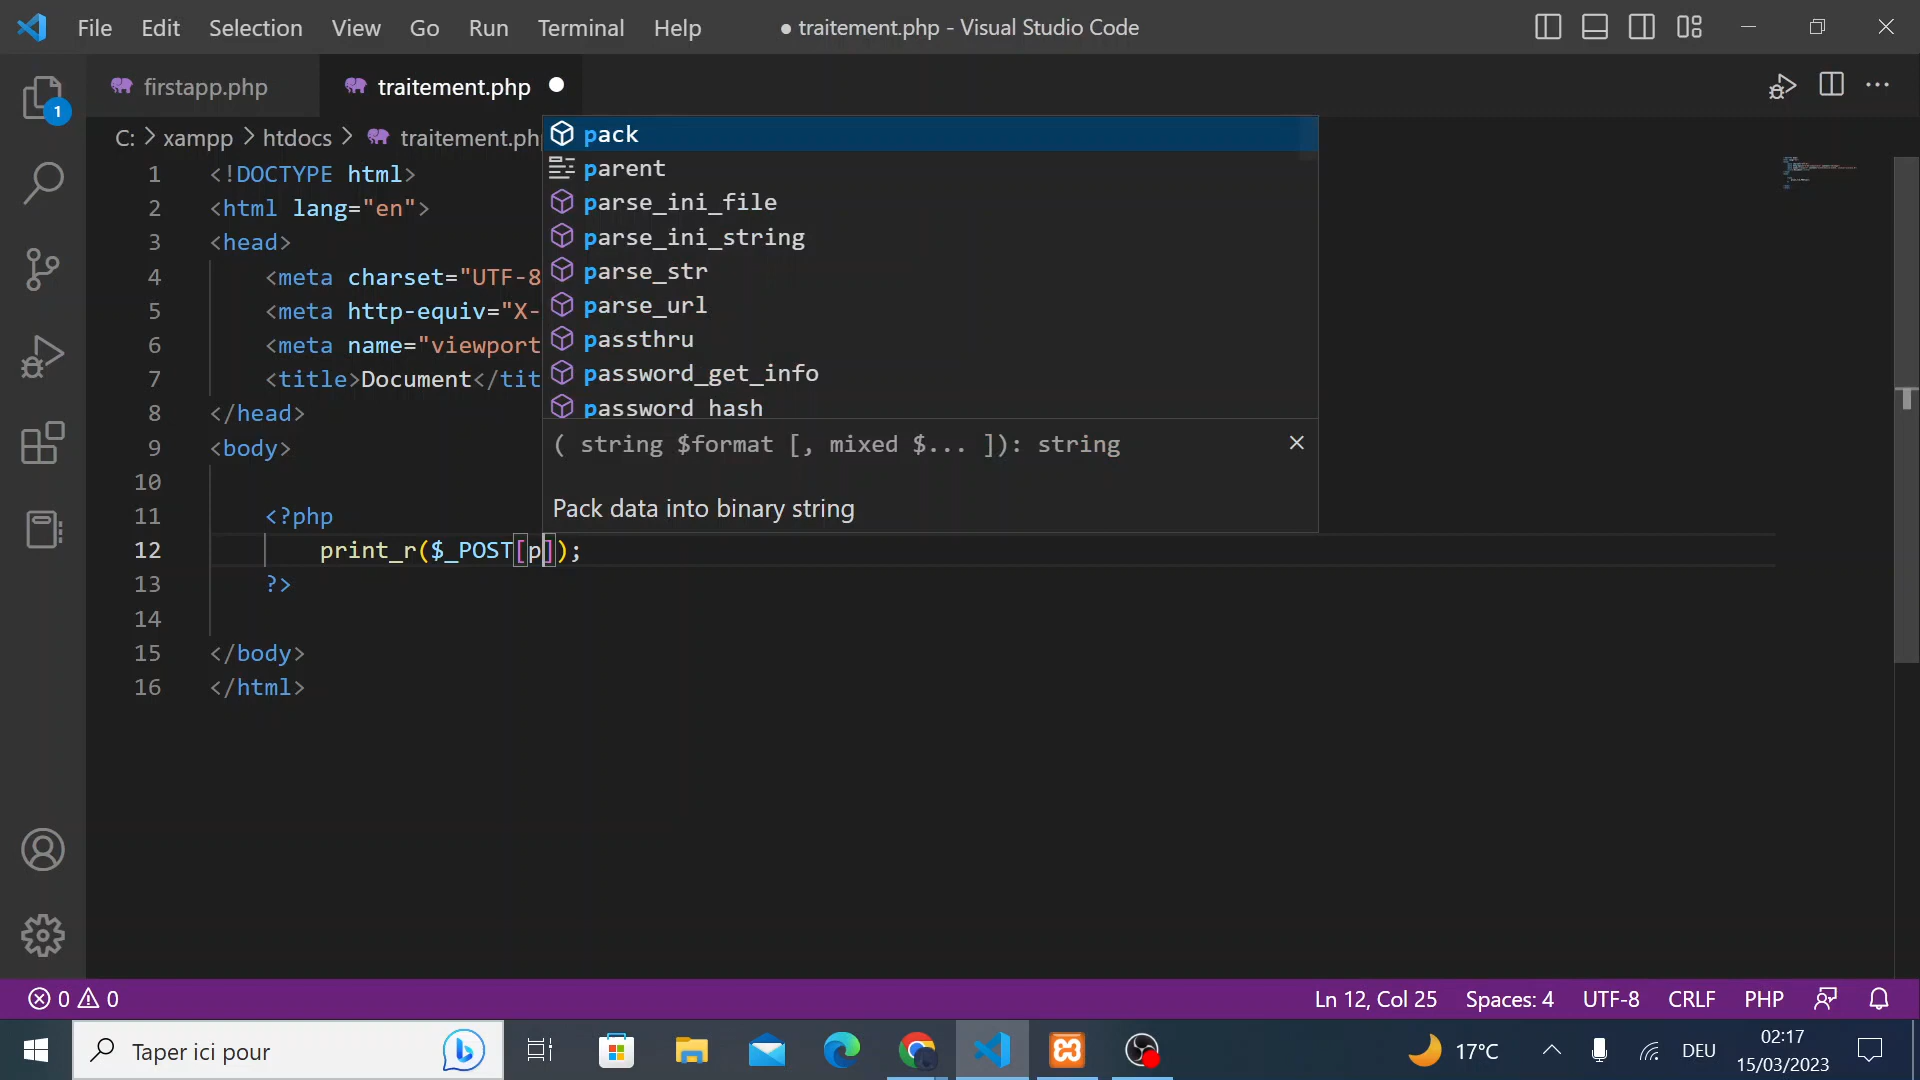 File Edit Selection View Go Run Terminal Help ● traitement.php - Visual Studio Code
firstapp.php traitement.php
C: > xampp > htdocs > traitement.ph
1 <!DOCTYPE html>
2 <html lang="en">
3 <head>
4 <meta charset="UTF-8
5 <meta http-equiv="X-
6 <meta name="viewport
7 <title>Document</tit
8 </head>
9 <body>
10
11 <?php
12 print_r($_POST[p]);
13 ?>
14
15 </body>
16 </html>
pack
parent
parse_ini_file
parse_ini_string
parse_str
parse_url
passthru
password_get_info
password_hash
( string $format [, mixed $... ]): string
Pack data into binary string
1
0 0 Ln 12, Col 25 Spaces: 4 UTF-8 CRLF PHP
Taper ici pour 17°C DEU 02:17
15/03/2023